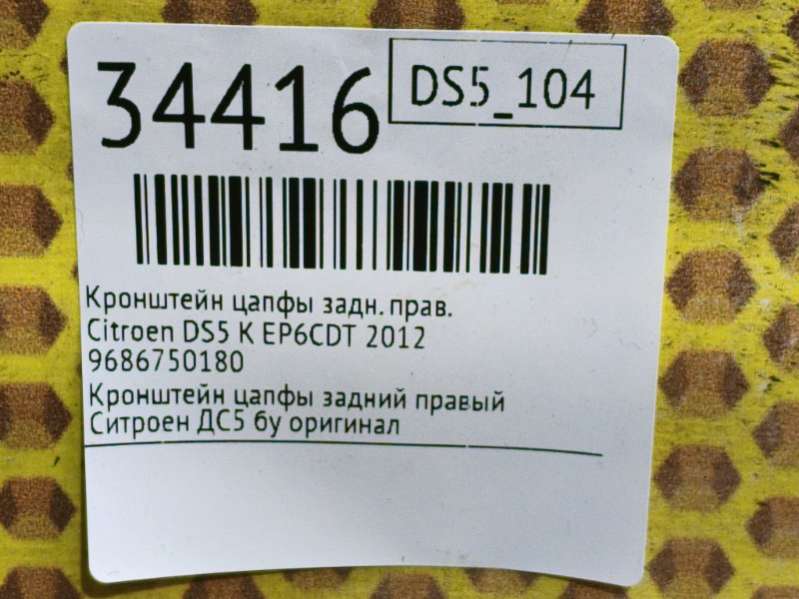 34416
DS5_104
Кронштейн цапфы задн. прав.
Citroen DS5 K EP6CDT 2012
9686750180
Кронштейн цапфы задний правый
Ситроен ДС5 бу оригинал